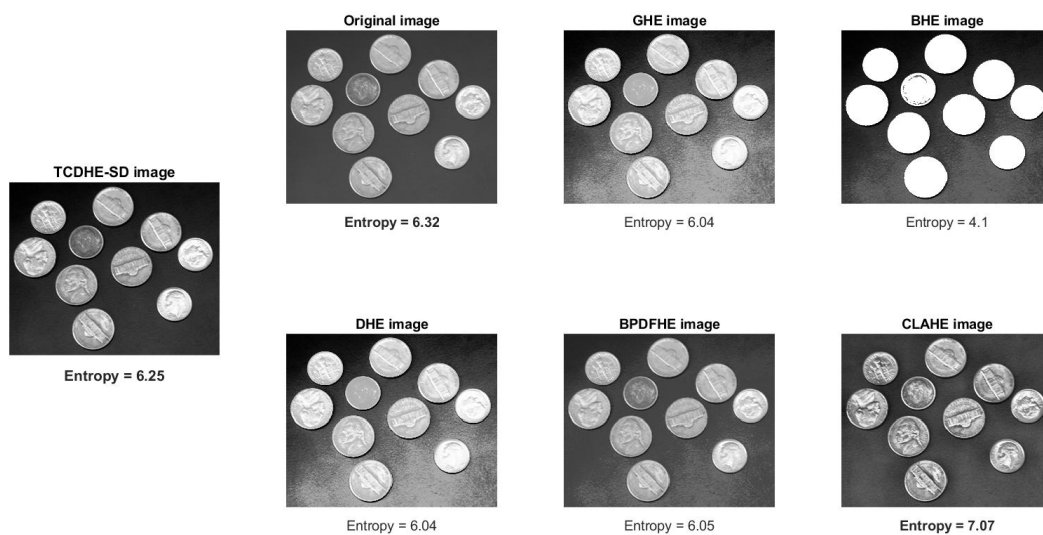 Original image
GHE image
BHE image
Entropy = 6.32
Entropy = 6.04
Entropy = 4.1
TCDHE-SD image
Entropy = 6.25
DHE image
BPDFHE image
CLAHE image
Entropy = 6.04
Entropy = 6.05
Entropy = 7.07